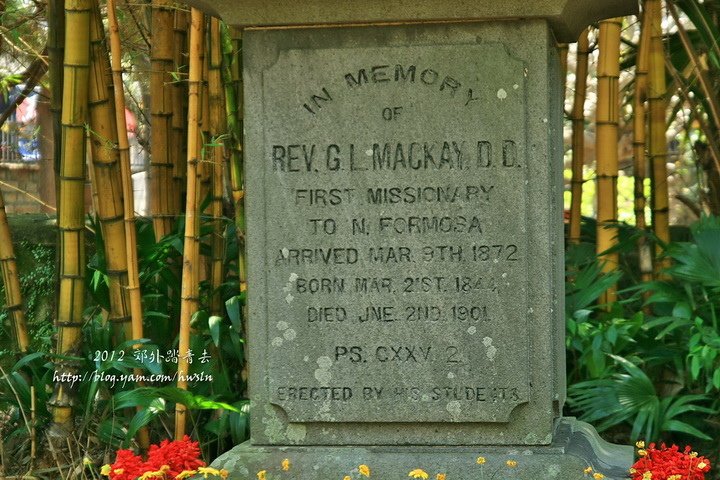 IN MEMORY
OF
REV. G. L. MACKAY. D. D.
FIRST MISSIONARY
TO N. FORMOSA
ARRIVED. MAR. 9TH. 1872.
BORN MAR. 21ST. 1844.
DIED JNE. 2ND. 1901.
PS. CXXV. 2.
ERECTED BY HIS STUDENTS.
2012 郊外踏青去
http://blog.yam.com/hwsln